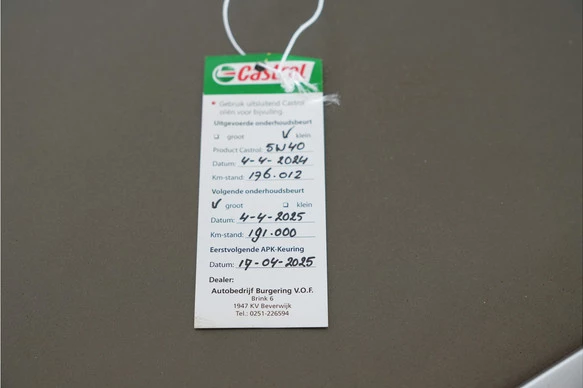 Castrol
* Gebruik uitsluitend Castrol
oliën voor bijvulling.
Uitgevoerde onderhoudsbeurt
☐ groot ☑ klein
Product Castrol: 5W40
Datum: 4-4-2024
Km-stand: 176.012
Volgende onderhoudsbeurt
☑ groot ☐ klein
Datum: 4-4-2025
Km-stand: 191.000
Eerstvolgende APK-Keuring
Datum: 17-04-2025
Dealer:
Autobedrijf Burgering V.O.F.
Brink 6
1947 KV Beverwijk
Tel.: 0251-226594